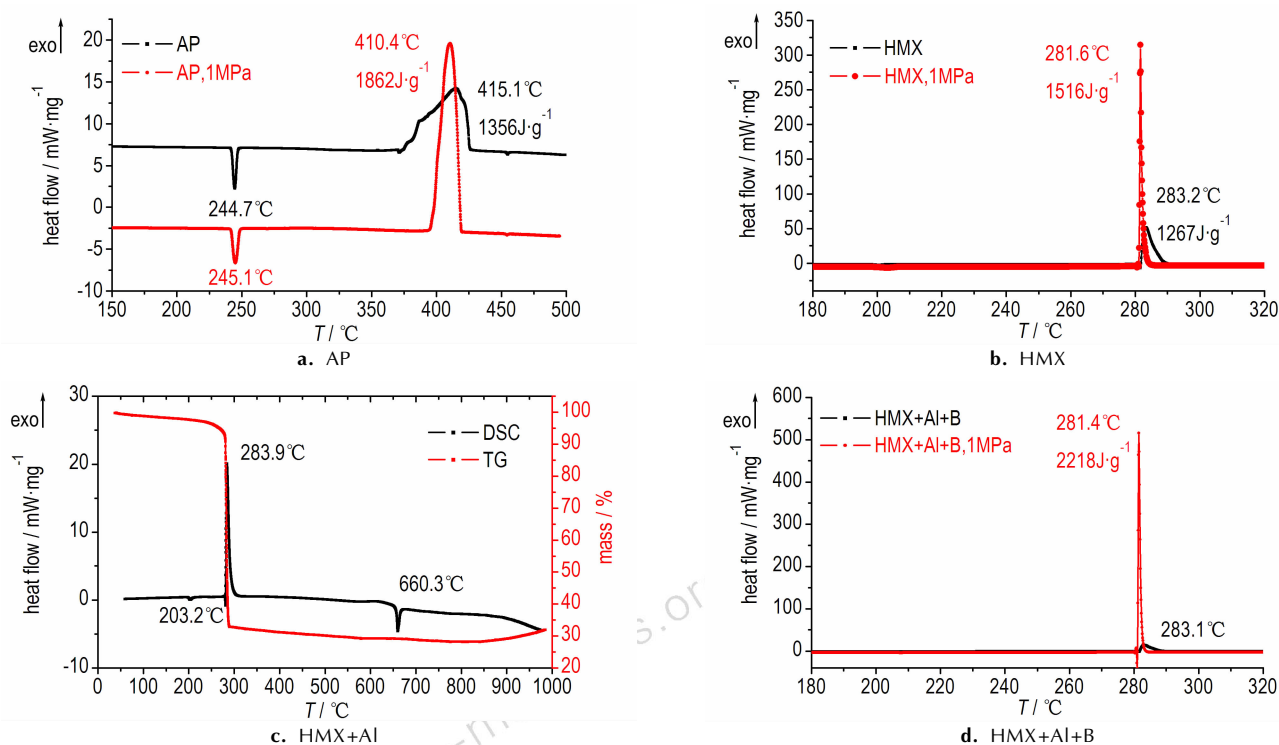 exo
AP
AP,1MPa
410.4℃
1862J·g⁻¹
415.1℃
1356J·g⁻¹
244.7℃
245.1℃
heat flow / mW·mg⁻¹
20
15
10
5
0
-5
-10
150 200 250 300 350 400 450 500
T / ℃
a. AP
exo
HMX
HMX,1MPa
281.6℃
1516J·g⁻¹
283.2℃
1267J·g⁻¹
heat flow / mW·mg⁻¹
350
300
250
200
150
100
50
0
180 200 220 240 260 280 300 320
T / ℃
b. HMX
exo
DSC
TG
283.9℃
203.2℃
660.3℃
heat flow / mW·mg⁻¹
30
20
10
0
-10
mass / %
100
90
80
70
60
50
40
30
20
0 100 200 300 400 500 600 700 800 900 1000
T / ℃
c. HMX+Al
exo
HMX+Al+B
HMX+Al+B,1MPa
281.4℃
2218J·g⁻¹
283.1℃
heat flow / mW·mg⁻¹
600
500
400
300
200
100
0
180 200 220 240 260 280 300 320
T / ℃
d. HMX+Al+B